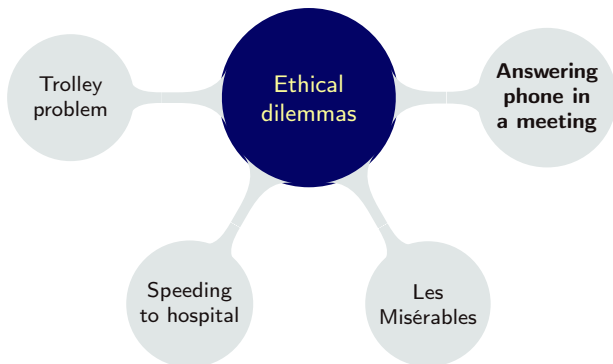 Ethical
dilemmas
Trolley
problem
Speeding
to hospital
Les
Misérables
Answering
phone in
a meeting